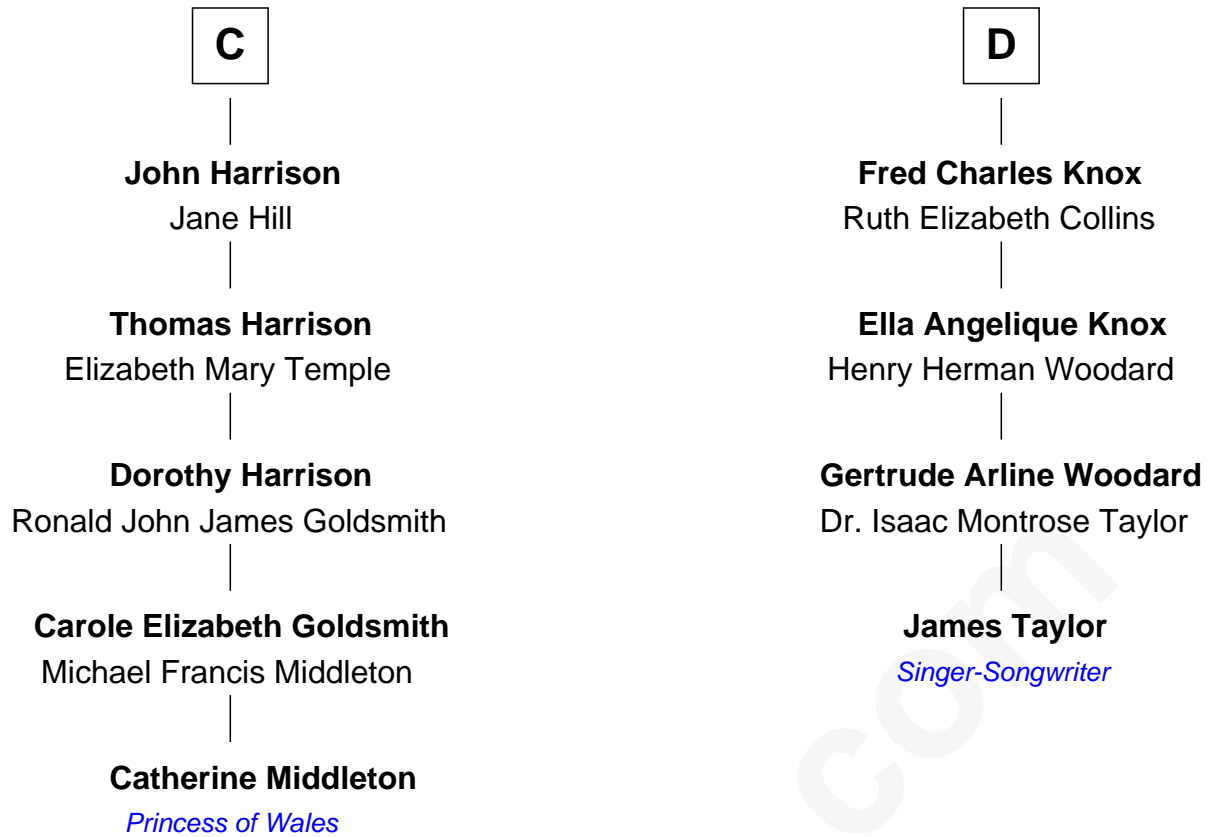 C
John Harrison
Jane Hill
Thomas Harrison
Elizabeth Mary Temple
Dorothy Harrison
Ronald John James Goldsmith
Carole Elizabeth Goldsmith
Michael Francis Middleton
Catherine Middleton
Princess of Wales
D
Fred Charles Knox
Ruth Elizabeth Collins
Ella Angelique Knox
Henry Herman Woodard
Gertrude Arline Woodard
Dr. Isaac Montrose Taylor
James Taylor
Singer-Songwriter
com